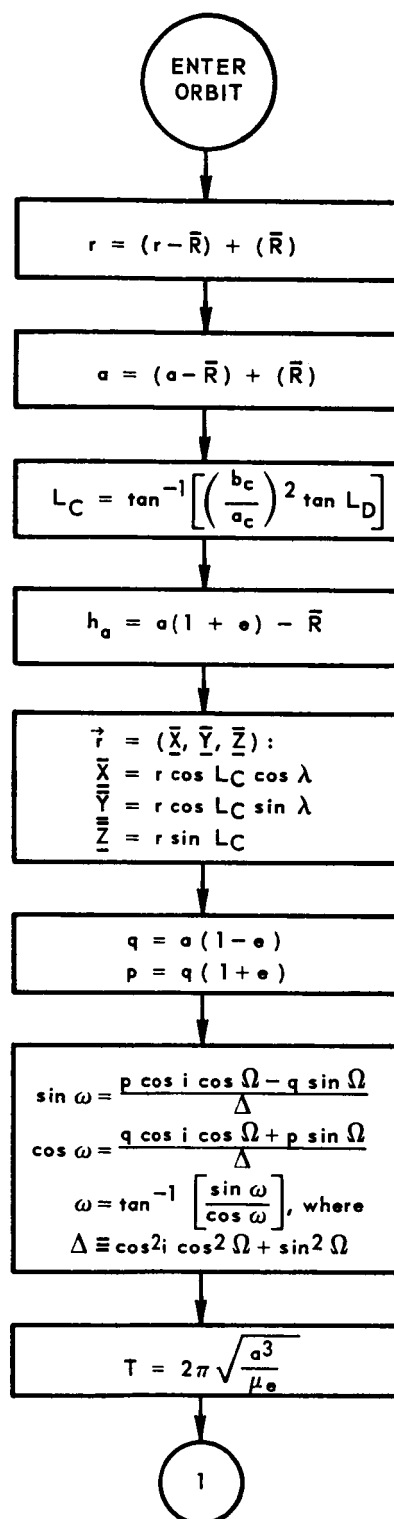 ENTER
ORBIT
r = (r-R̄) + (R̄)
a = (a-R̄) + (R̄)
L_C = tan⁻¹[(b_c/a_c)² tan L_D]
h_a = a(1 + e) - R̄
r⃗ = (X̲̄, Ȳ̲, Z̲̄) :
X̲̄ = r cos L_C cos λ
Ȳ̲ = r cos L_C sin λ
Z̲̄ = r sin L_C
q = a (1-e)
p = q (1+e)
sin ω = (p cos i cos Ω - q sin Ω)/Δ
cos ω = (q cos i cos Ω + p sin Ω)/Δ
ω = tan⁻¹ [sin ω/cos ω], where
Δ ≡ cos²i cos² Ω + sin² Ω
T = 2π √(a³/μ_e)
1